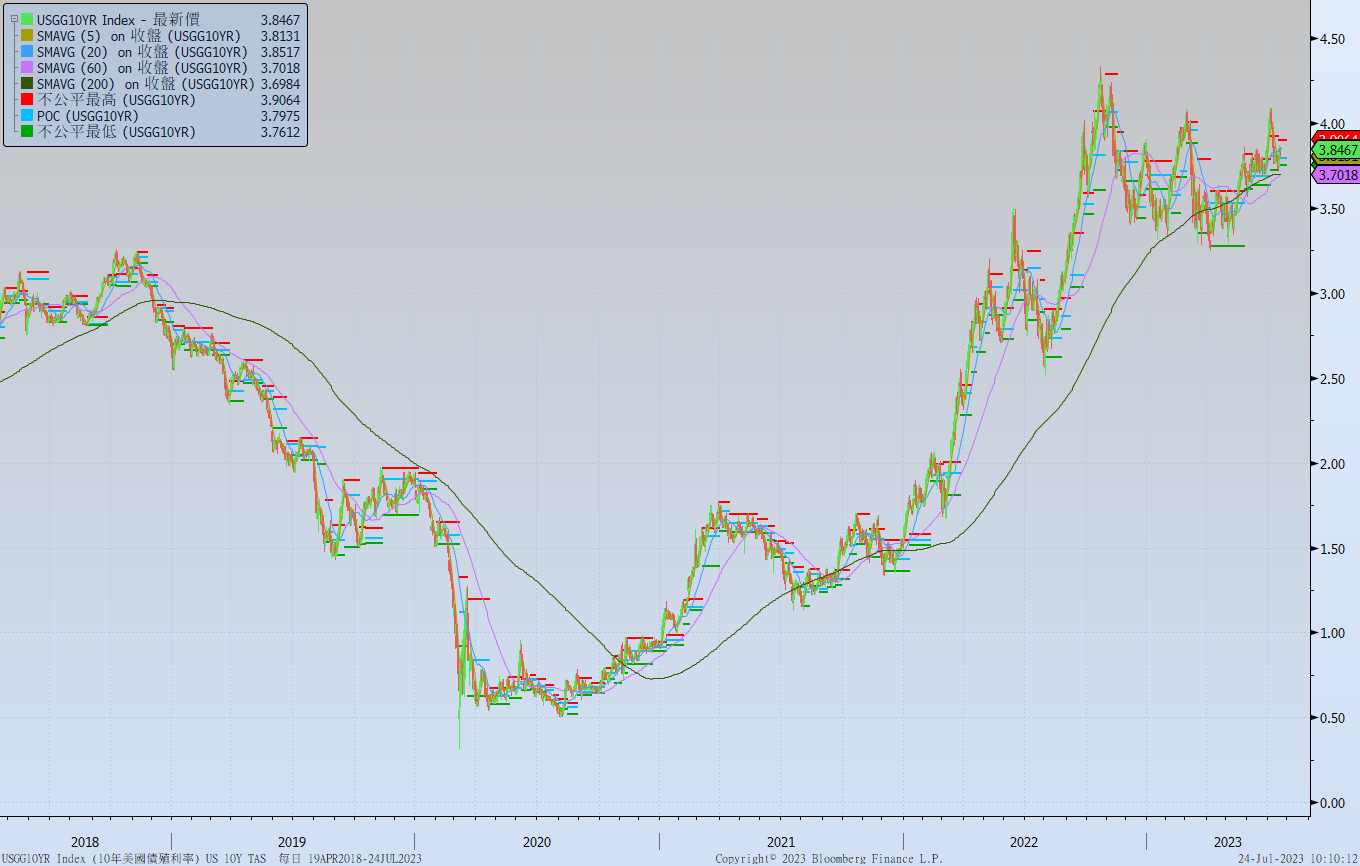 USGG10YR Index - 最新價 3.8467
SMAVG (5) on 收盤 (USGG10YR) 3.8131
SMAVG (20) on 收盤 (USGG10YR) 3.8517
SMAVG (60) on 收盤 (USGG10YR) 3.7018
SMAVG (200) on 收盤 (USGG10YR) 3.6984
不公平最高 (USGG10YR) 3.9064
POC (USGG10YR) 3.7975
不公平最低 (USGG10YR) 3.7612
4.50
4.00
3.8467
3.7018
3.50
3.00
2.50
2.00
1.50
1.00
0.50
0.00
2018 2019 2020 2021 2022 2023
USGG10YR Index (10年美國債殖利率) US 10Y TAS 每日 19APR2018-24JUL2023 Copyright© 2023 Bloomberg Finance L.P. 24-Jul-2023 10:10:12